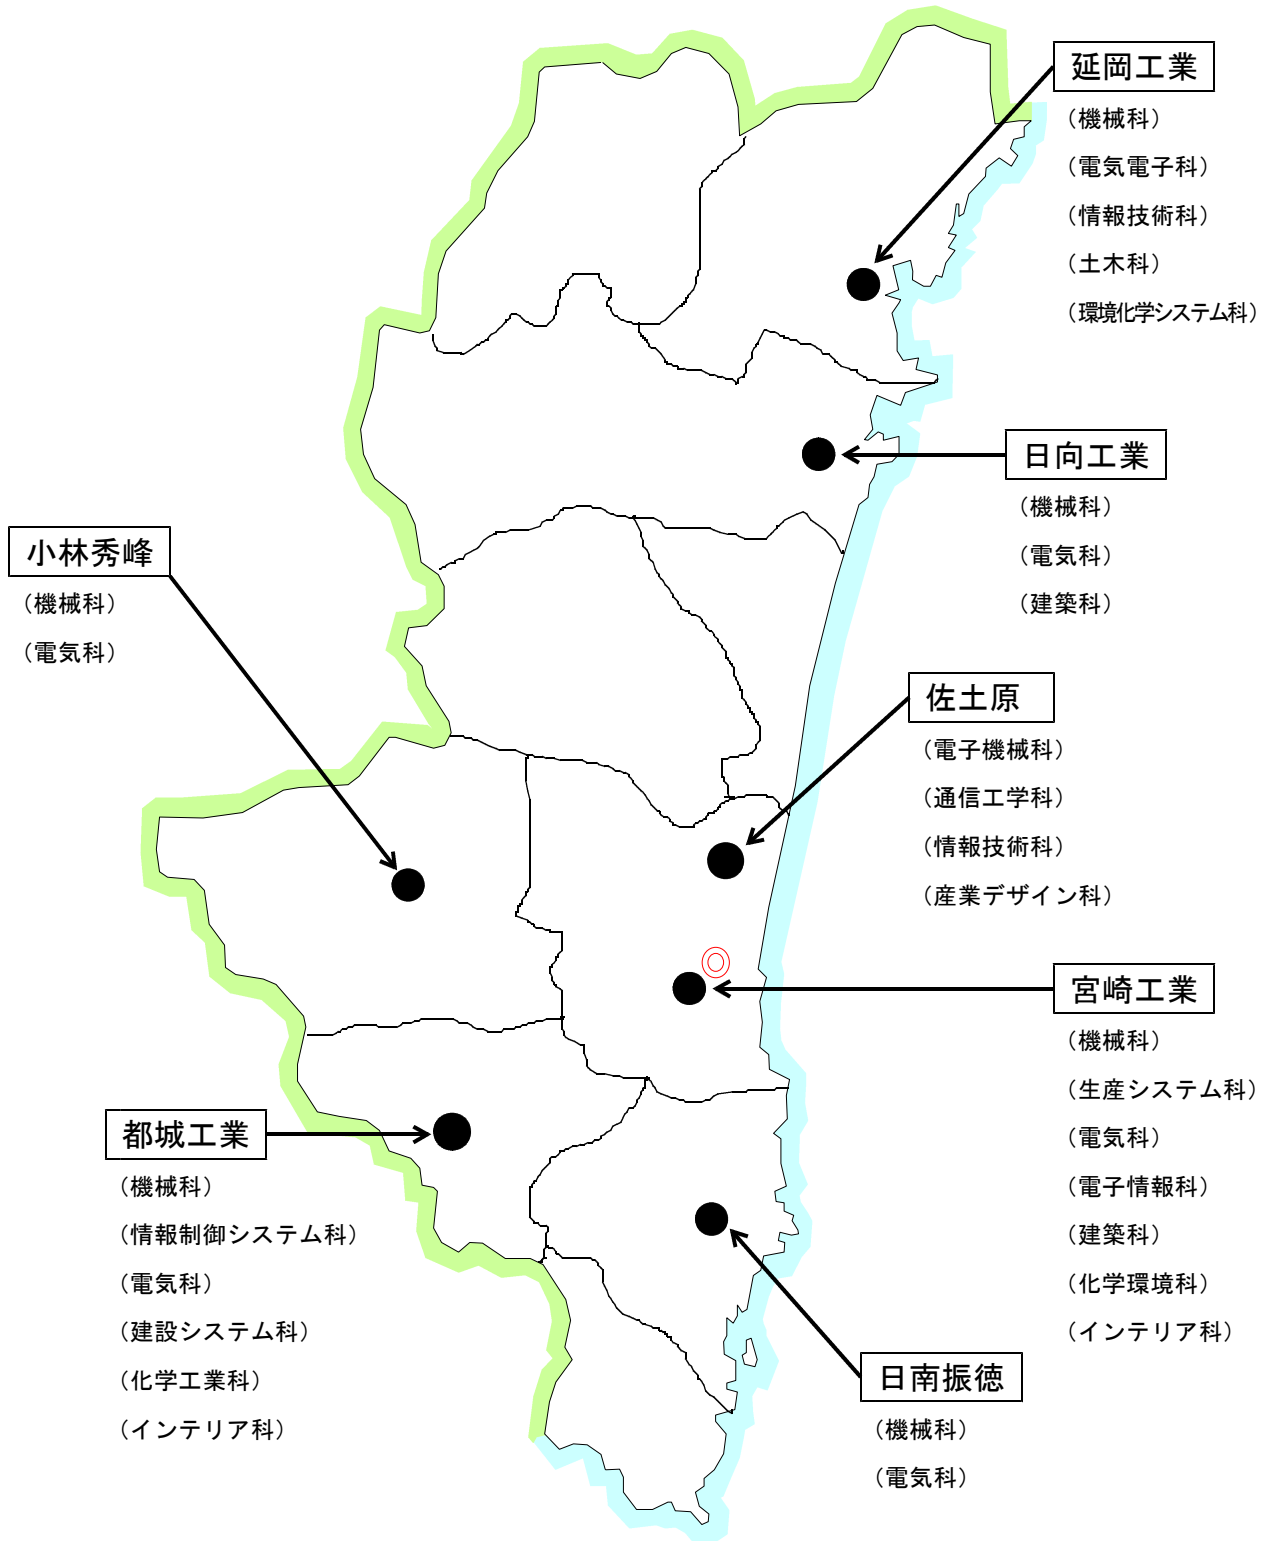 延岡工業
（機械科）
（電気電子科）
（情報技術科）
（土木科）
（環境化学システム科）
日向工業
（機械科）
（電気科）
（建築科）
小林秀峰
（機械科）
（電気科）
佐土原
（電子機械科）
（通信工学科）
（情報技術科）
（産業デザイン科）
宮崎工業
（機械科）
（生産システム科）
（電気科）
（電子情報科）
（建築科）
（化学環境科）
（インテリア科）
都城工業
（機械科）
（情報制御システム科）
（電気科）
（建設システム科）
（化学工業科）
（インテリア科）
日南振徳
（機械科）
（電気科）